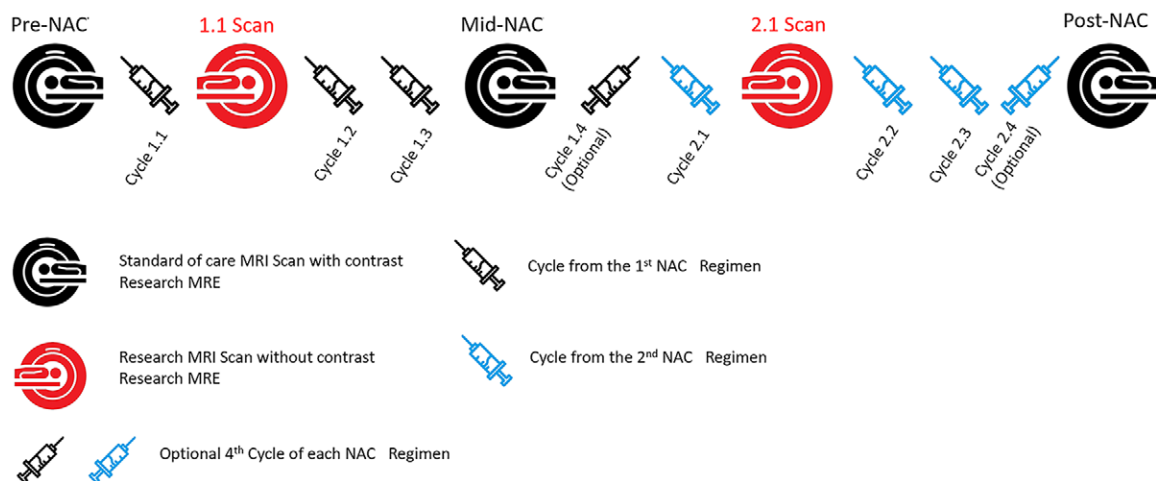 Pre-NAC
1.1 Scan
Mid-NAC
2.1 Scan
Post-NAC
Cycle 1.1
Cycle 1.2
Cycle 1.3
Cycle 1.4
(Optional)
Cycle 2.1
Cycle 2.2
Cycle 2.3
Cycle 2.4
(Optional)
Standard of care MRI Scan with contrast
Research MRE
Cycle from the 1st NAC Regimen
Research MRI Scan without contrast
Research MRE
Cycle from the 2nd NAC Regimen
Optional 4th Cycle of each NAC Regimen